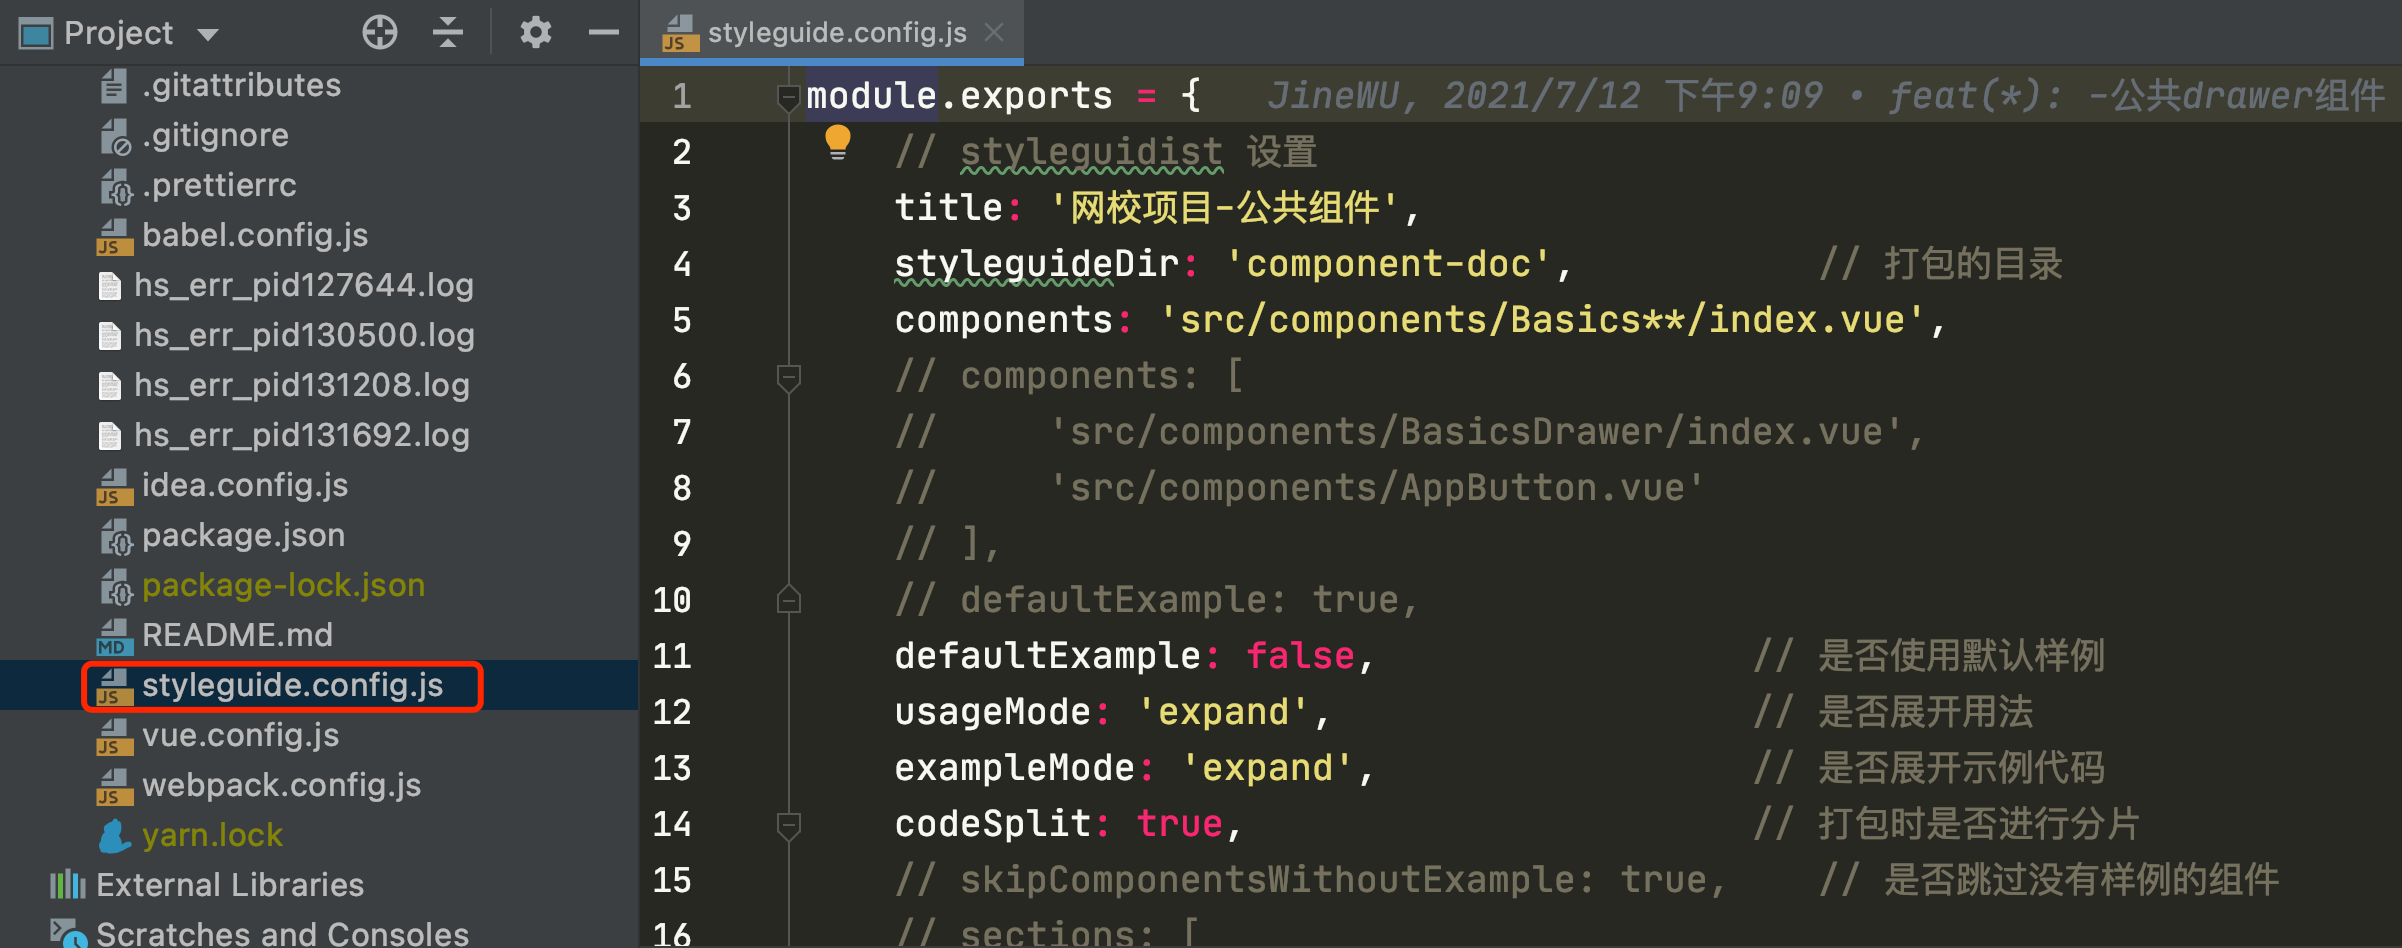 Project
.gitattributes
.gitignore
.prettierrc
babel.config.js
hs_err_pid127644.log
hs_err_pid130500.log
hs_err_pid131208.log
hs_err_pid131692.log
idea.config.js
package.json
package-lock.json
README.md
styleguide.config.js
vue.config.js
webpack.config.js
yarn.lock
External Libraries
Scratches and Consoles
styleguide.config.js
1 module.exports = { JineWU, 2021/7/12 下午9:09 • feat(*): -公共drawer组件
2 // styleguidist 设置
3 title: '网校项目-公共组件',
4 styleguideDir: 'component-doc', // 打包的目录
5 components: 'src/components/Basics**/index.vue',
6 // components: [
7 // 'src/components/BasicsDrawer/index.vue',
8 // 'src/components/AppButton.vue'
9 // ],
10 // defaultExample: true,
11 defaultExample: false, // 是否使用默认样例
12 usageMode: 'expand', // 是否展开用法
13 exampleMode: 'expand', // 是否展开示例代码
14 codeSplit: true, // 打包时是否进行分片
15 // skipComponentsWithoutExample: true, // 是否跳过没有样例的组件
16 // sections: [